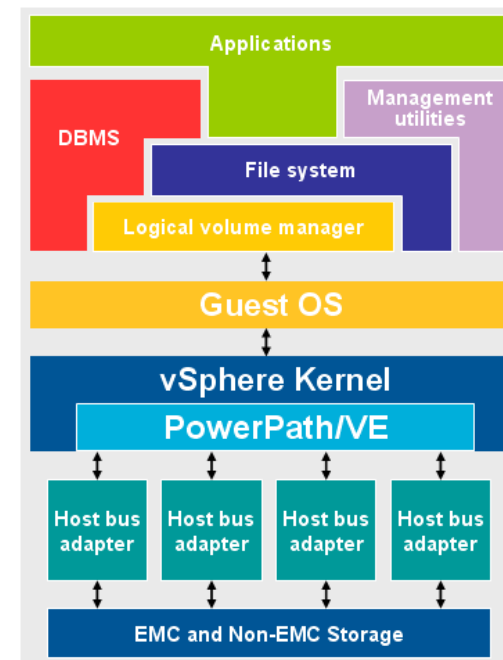 Applications
Management
utilities
DBMS
File system
Logical volume manager
Guest OS
vSphere Kernel
PowerPath/VE
Host bus
adapter
Host bus
adapter
Host bus
adapter
Host bus
adapter
EMC and Non-EMC Storage